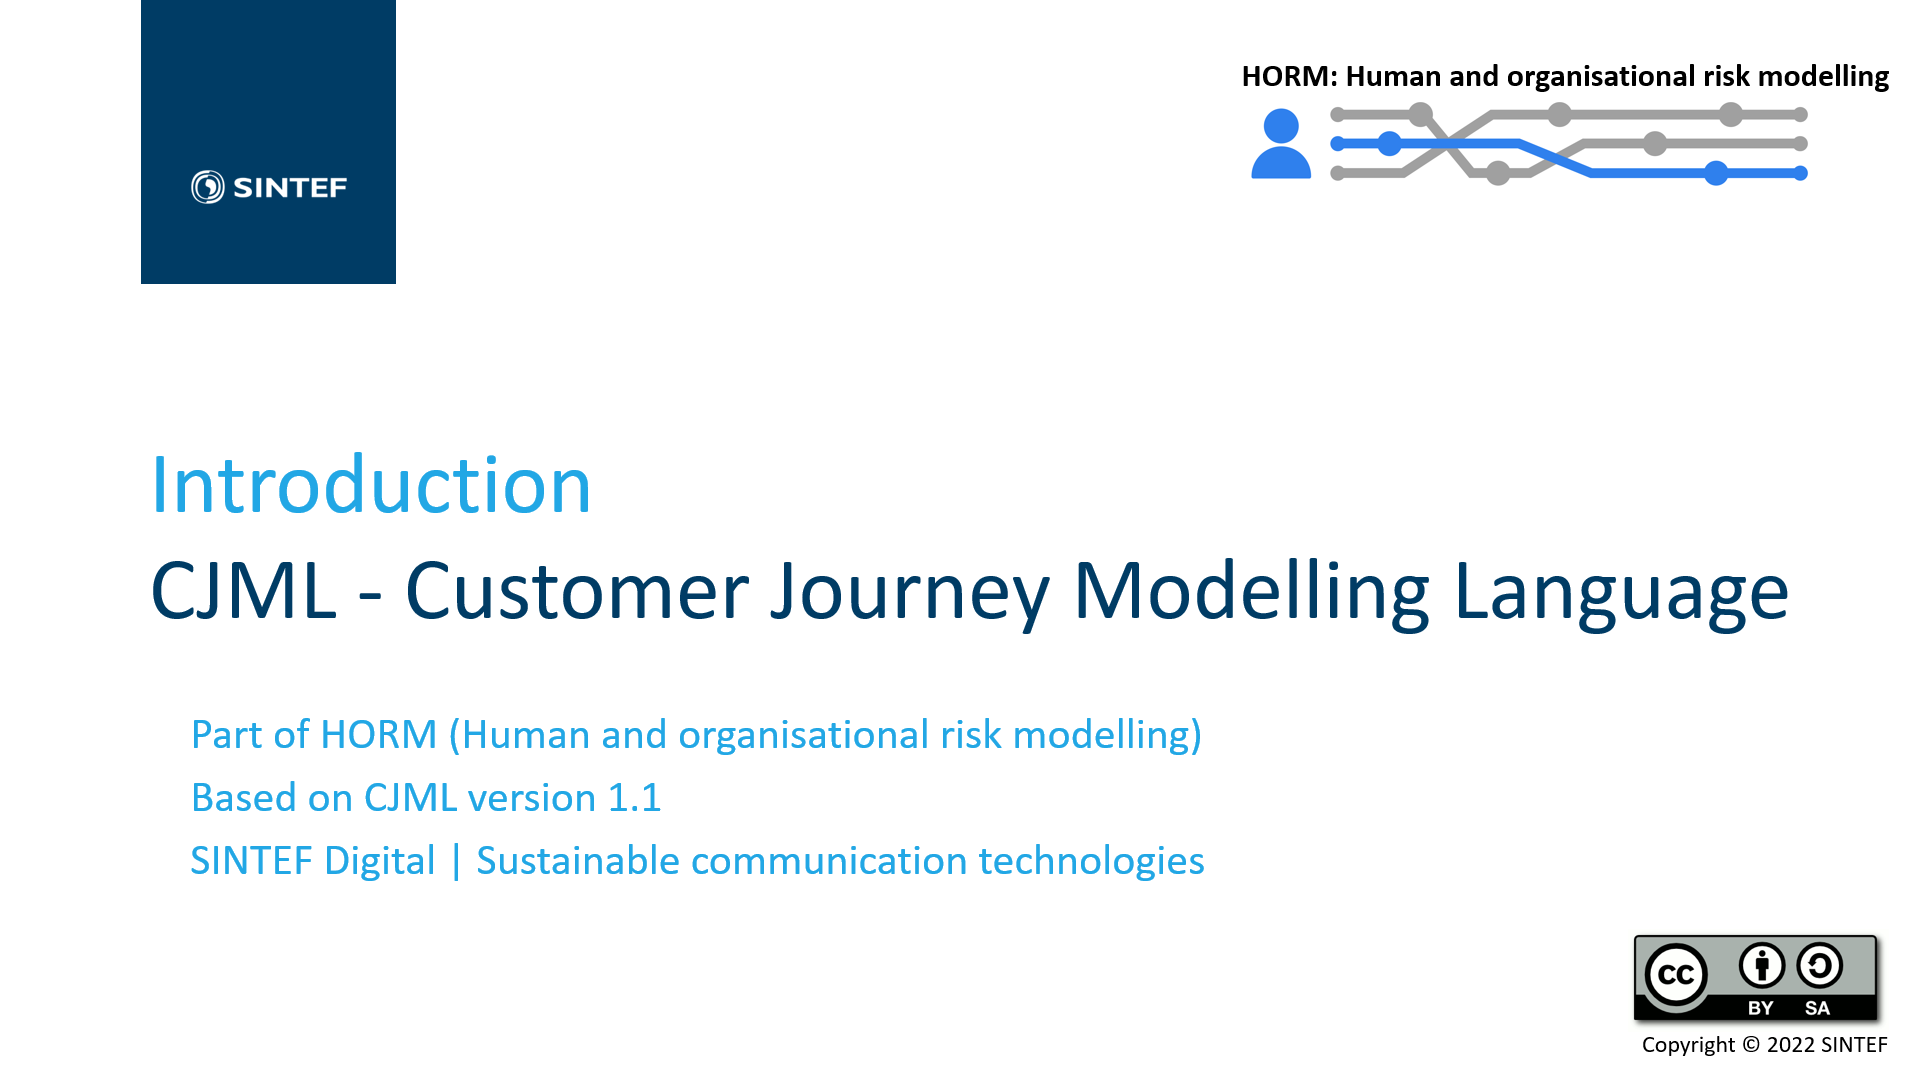 SINTEF
HORM: Human and organisational risk modelling
Introduction
CJML - Customer Journey Modelling Language
Part of HORM (Human and organisational risk modelling)
Based on CJML version 1.1
SINTEF Digital | Sustainable communication technologies
CC
BY SA
Copyright © 2022 SINTEF